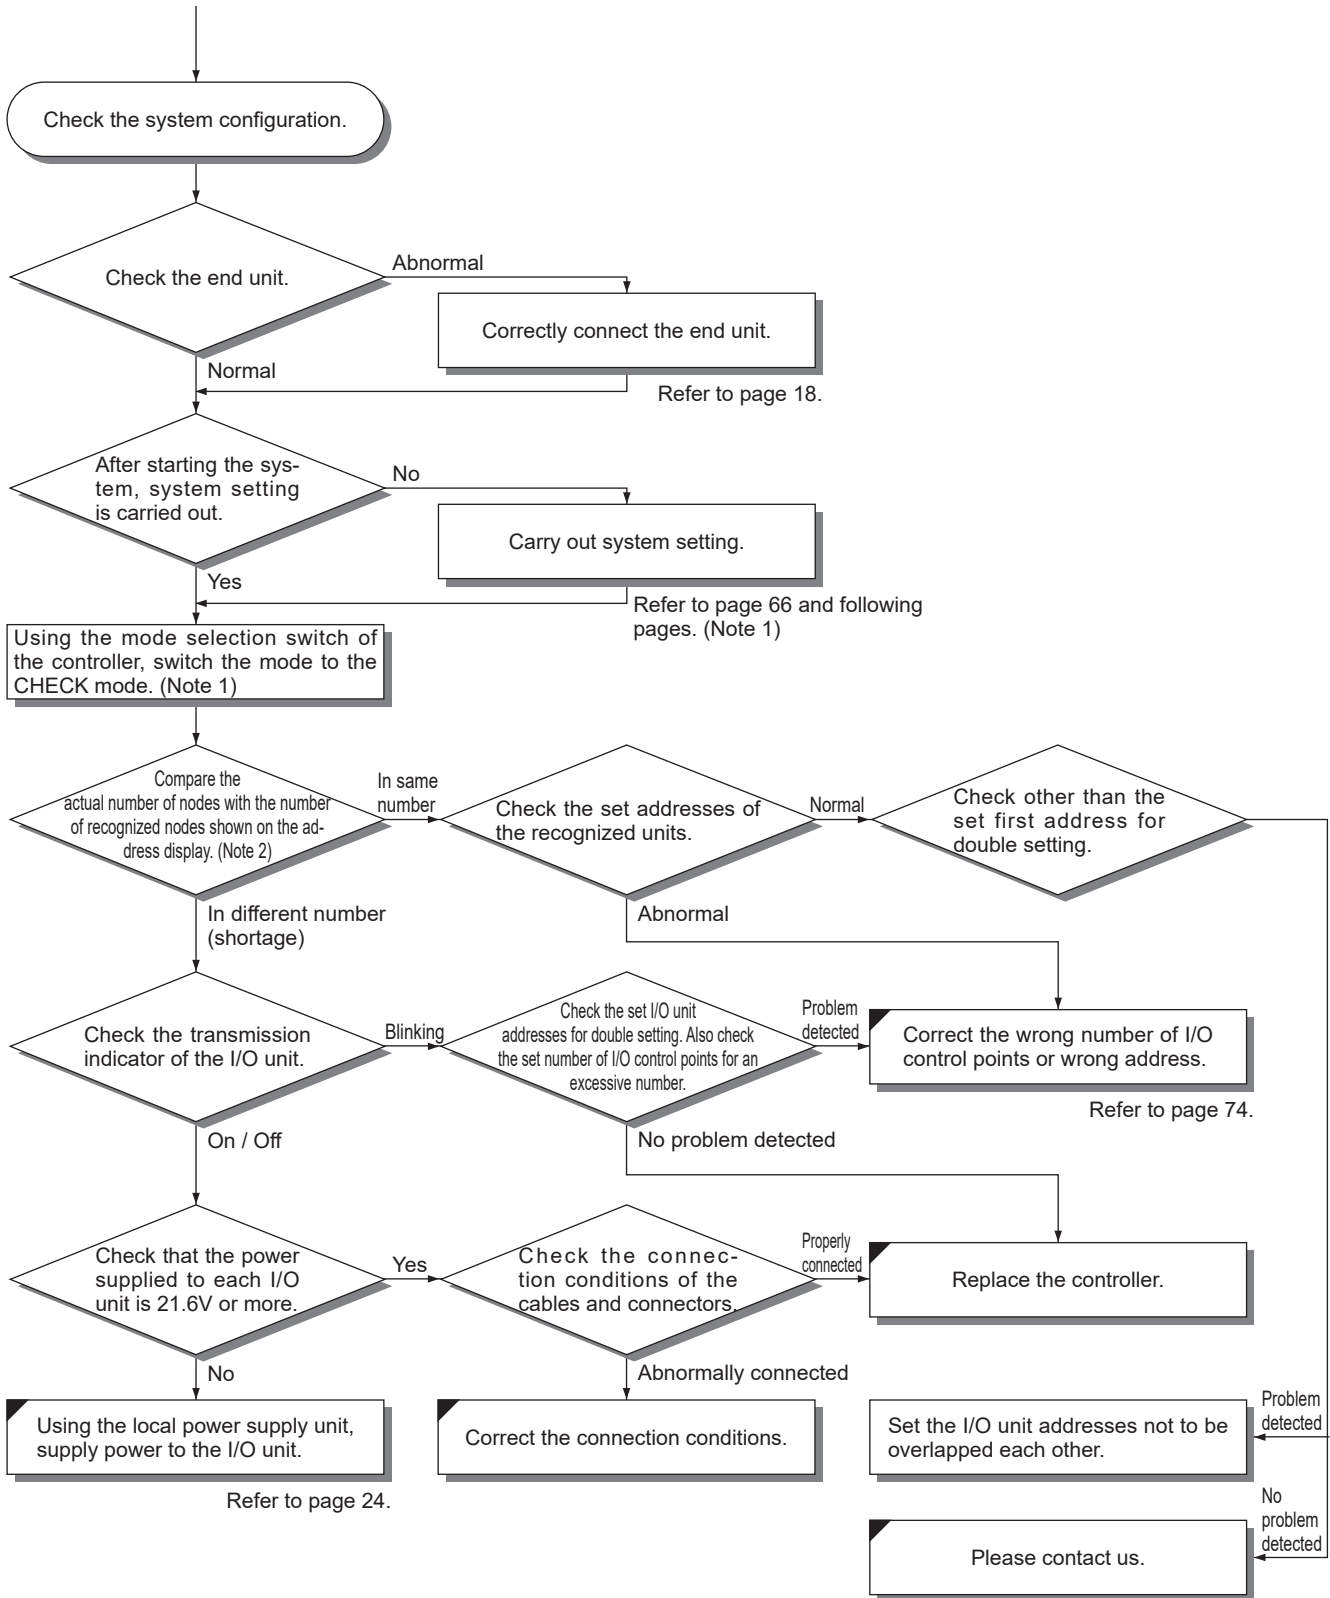 Check the system configuration.
Check the end unit.
Abnormal
Correctly connect the end unit.
Normal
Refer to page 18.
After starting the sys-
tem, system setting
is carried out.
No
Carry out system setting.
Yes
Refer to page 66 and following
pages. (Note 1)
Using the mode selection switch of
the controller, switch the mode to the
CHECK mode. (Note 1)
Compare the
actual number of nodes with the number
of recognized nodes shown on the ad-
dress display. (Note 2)
In same
number
Check the set addresses of
the recognized units.
Normal
Check other than the
set first address for
double setting.
In different number
(shortage)
Abnormal
Check the transmission
indicator of the I/O unit.
Blinking
Check the set I/O unit
addresses for double setting. Also check
the set number of I/O control points for an
excessive number.
Problem
detected
Correct the wrong number of I/O
control points or wrong address.
Refer to page 74.
On / Off
No problem detected
Check that the power
supplied to each I/O
unit is 21.6V or more.
Yes
Check the connec-
tion conditions of the
cables and connectors.
Properly
connected
Replace the controller.
No
Abnormally connected
Using the local power supply unit,
supply power to the I/O unit.
Refer to page 24.
Correct the connection conditions.
Set the I/O unit addresses not to be
overlapped each other.
Problem
detected
No
problem
detected
Please contact us.